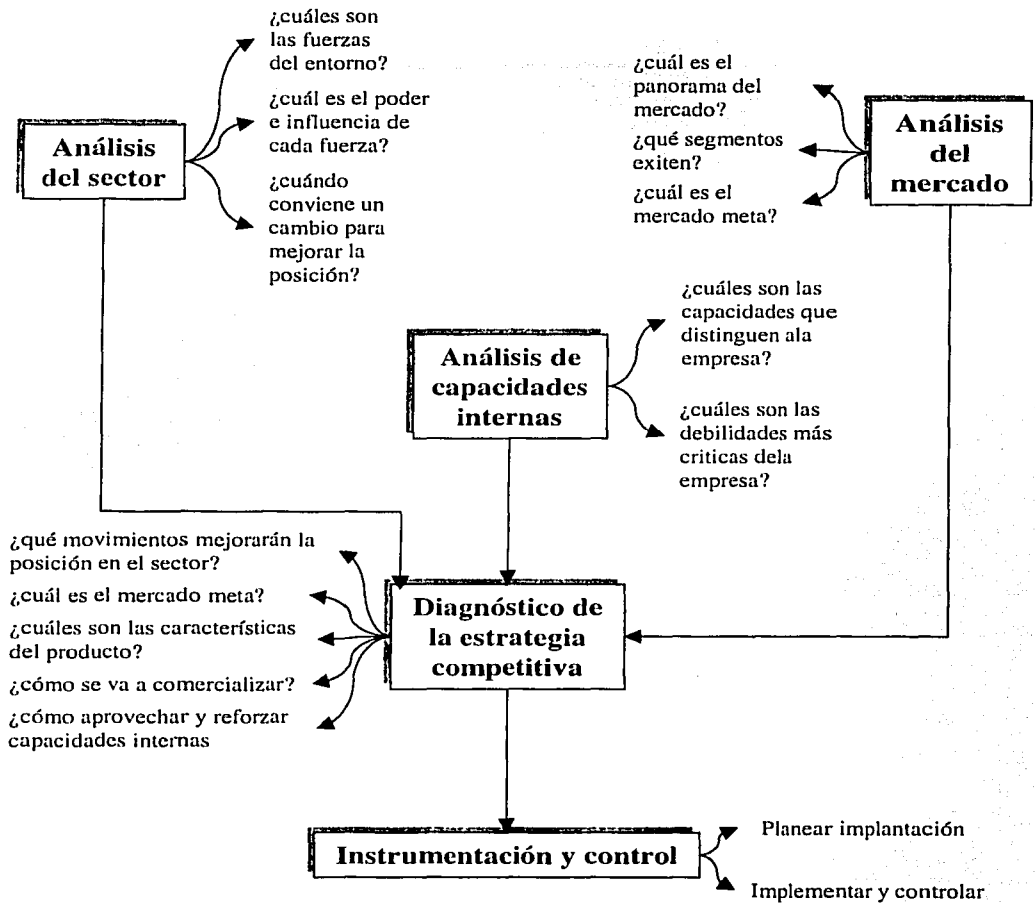 ¿cuáles son
las fuerzas
del entorno?
¿cuál es el poder
e influencia de
cada fuerza?
¿cuándo
conviene un
cambio para
mejorar la
posición?
Análisis
del sector
¿cuál es el
panorama del
mercado?
¿qué segmentos
exiten?
¿cuál es el
mercado meta?
Análisis
del
mercado
Análisis de
capacidades
internas
¿cuáles son las
capacidades que
distinguen ala
empresa?
¿cuáles son las
debilidades más
criticas dela
empresa?
¿qué movimientos mejorarán la
posición en el sector?
¿cuál es el mercado meta?
¿cuáles son las características
del producto?
¿cómo se va a comercializar?
¿cómo aprovechar y reforzar
capacidades internas
Diagnóstico de
la estrategia
competitiva
Instrumentación y control
Planear implantación
Implementar y controlar